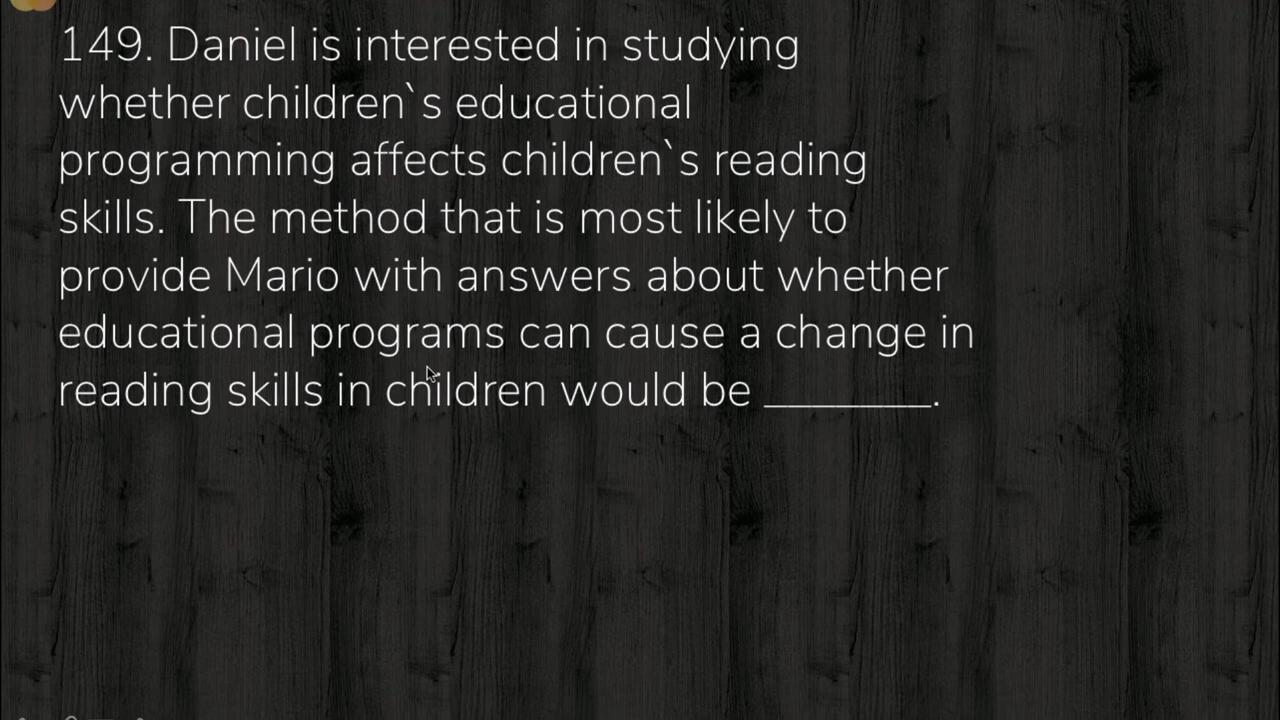 149. Daniel is interested in studying
whether children`s educational
programming affects children`s reading
skills. The method that is most likely to
provide Mario with answers about whether
educational programs can cause a change in
reading skills in children would be _______.